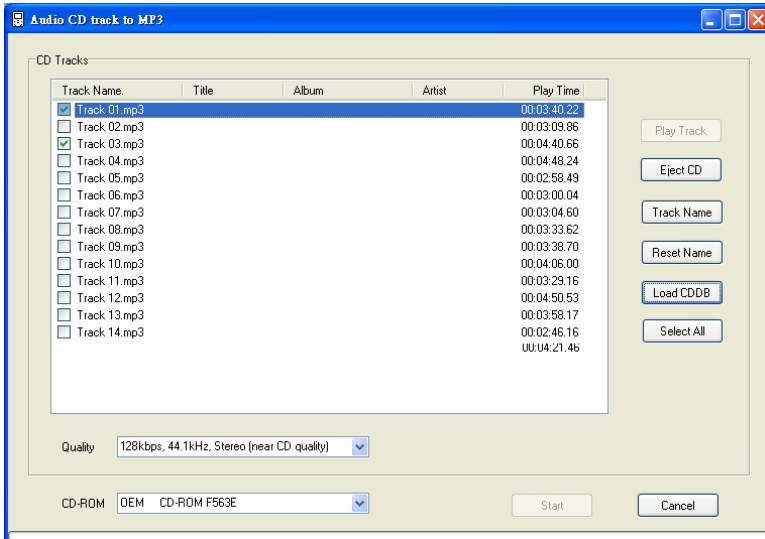 Audio CD track to MP3
CD Tracks
Track Name. Title Album Artist Play Time
Track 01.mp3 00:03:40.22
Track 02.mp3 00:03:09.86
Track 03.mp3 00:04:40.66
Track 04.mp3 00:04:48.24
Track 05.mp3 00:02:58.49
Track 06.mp3 00:03:00.04
Track 07.mp3 00:03:04.60
Track 08.mp3 00:03:33.62
Track 09.mp3 00:03:38.70
Track 10.mp3 00:04:06.00
Track 11.mp3 00:03:29.16
Track 12.mp3 00:04:50.53
Track 13.mp3 00:03:58.17
Track 14.mp3 00:02:46.16
00:04:21.46
Play Track
Eject CD
Track Name
Reset Name
Load CDDB
Select All
Quality 128kbps, 44.1kHz, Stereo (near CD quality)
CD-ROM OEM CD-ROM F563E
Start
Cancel